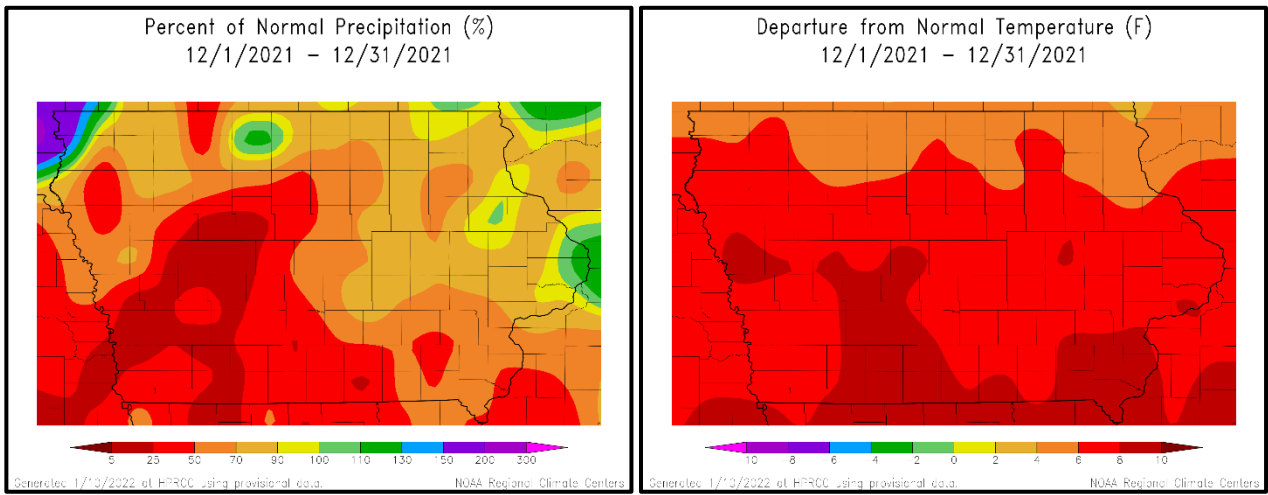 Percent of Normal Precipitation (%)
12/1/2021 – 12/31/2021
5 25 50 70 90 100 110 130 150 200 300
Generated 1/10/2022 at HPRCC using provisional data.
NOAA Regional Climate Centers
Departure from Normal Temperature (F)
12/1/2021 – 12/31/2021
10 8 6 4 2 0 2 4 6 8 10
Generated 1/10/2022 at HPRCC using provisional data.
NOAA Regional Climate Centers